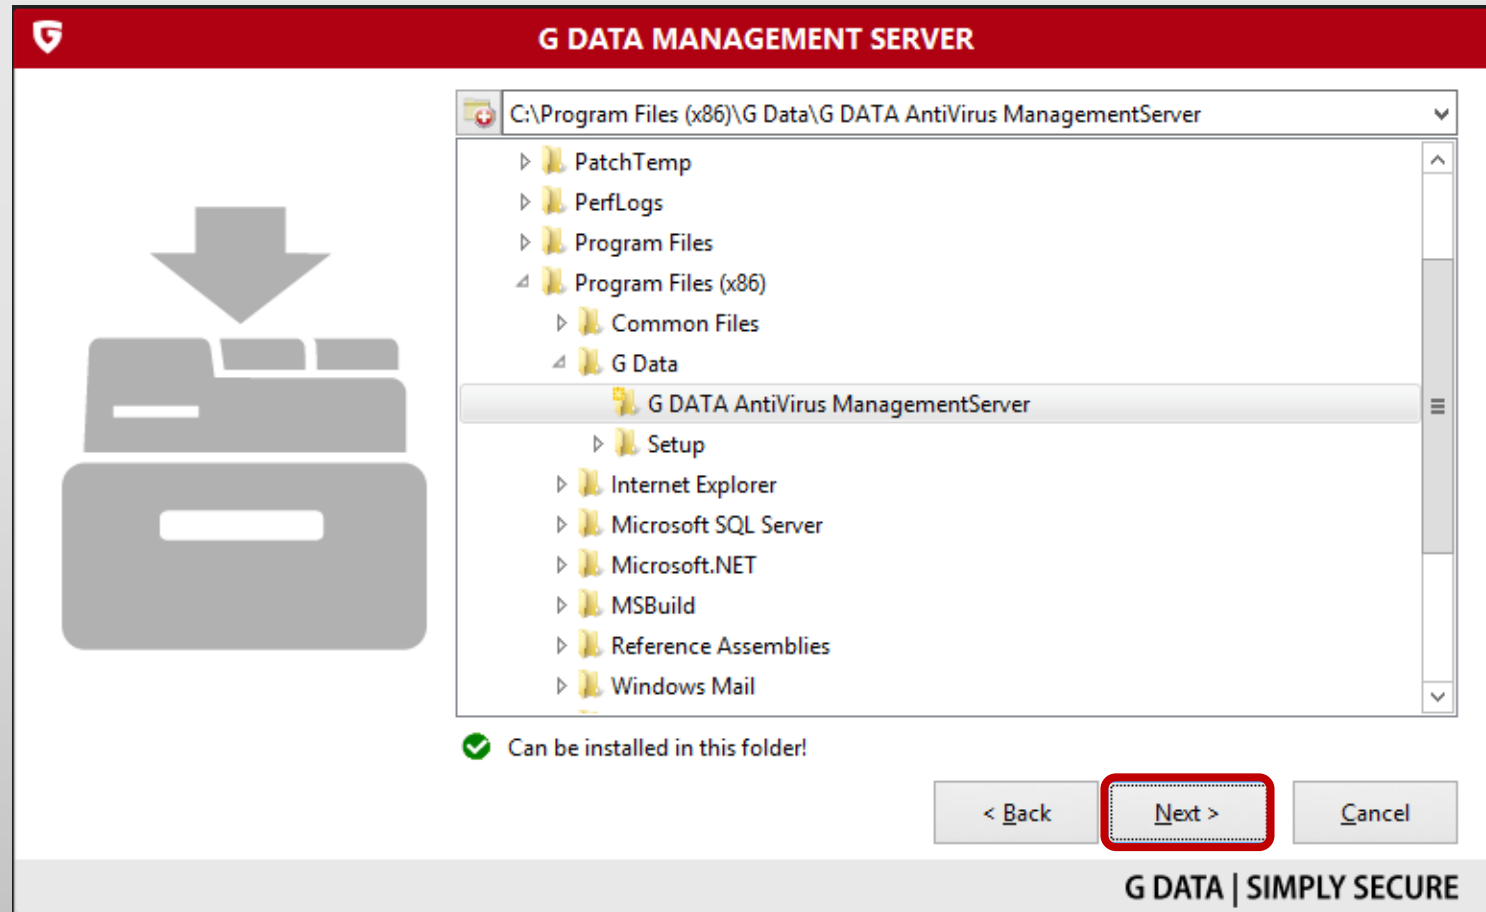 G DATA MANAGEMENT SERVER
C:\Program Files (x86)\G Data\G DATA AntiVirus ManagementServer
PatchTemp
PerfLogs
Program Files
Program Files (x86)
Common Files
G Data
G DATA AntiVirus ManagementServer
Setup
Internet Explorer
Microsoft SQL Server
Microsoft.NET
MSBuild
Reference Assemblies
Windows Mail
Can be installed in this folder!
< Back Next > Cancel
G DATA | SIMPLY SECURE